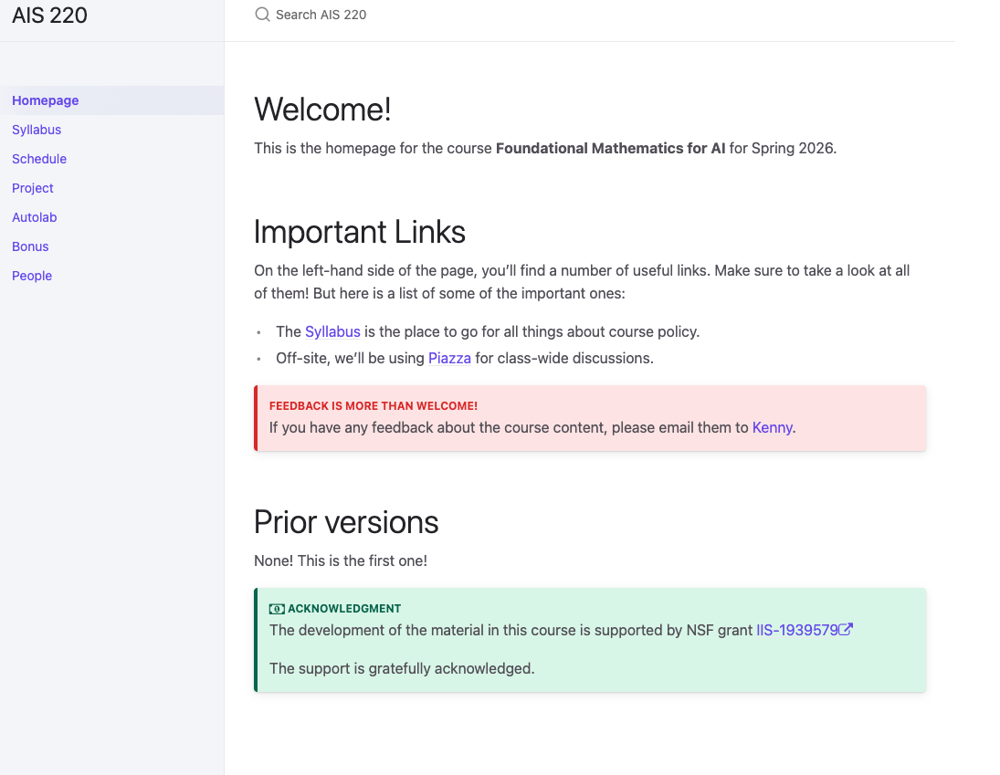 AIS 220
Search AIS 220
Homepage
Syllabus
Schedule
Project
Autolab
Bonus
People
Welcome!
This is the homepage for the course Foundational Mathematics for AI for Spring 2026.
Important Links
On the left-hand side of the page, you’ll find a number of useful links. Make sure to take a look at all
of them! But here is a list of some of the important ones:
• The Syllabus is the place to go for all things about course policy.
• Off-site, we’ll be using Piazza for class-wide discussions.
FEEDBACK IS MORE THAN WELCOME!
If you have any feedback about the course content, please email them to Kenny.
Prior versions
None! This is the first one!
ACKNOWLEDGMENT
The development of the material in this course is supported by NSF grant IIS-1939579
The support is gratefully acknowledged.